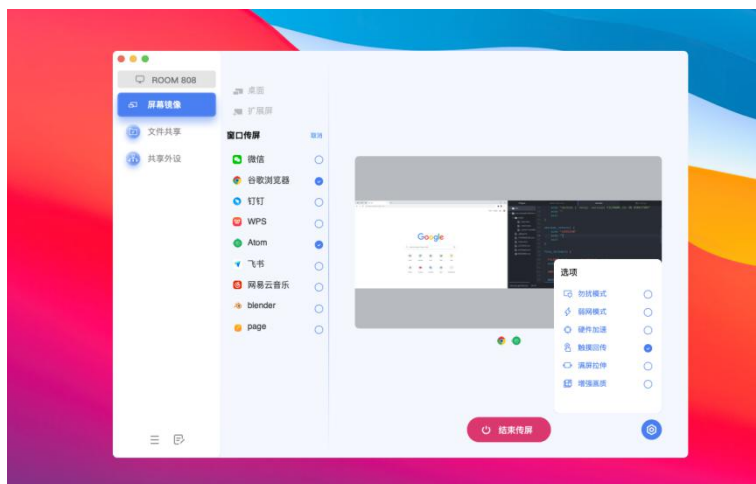 ROOM 808
屏幕镜像
文件共享
共享外设
桌面
扩展屏
窗口传屏
取消
微信
谷歌浏览器
钉钉
WPS
Atom
飞书
网易云音乐
blender
page
Google
选项
勿扰模式
弱网模式
硬件加速
触摸回传
满屏拉伸
增强画质
结束传屏